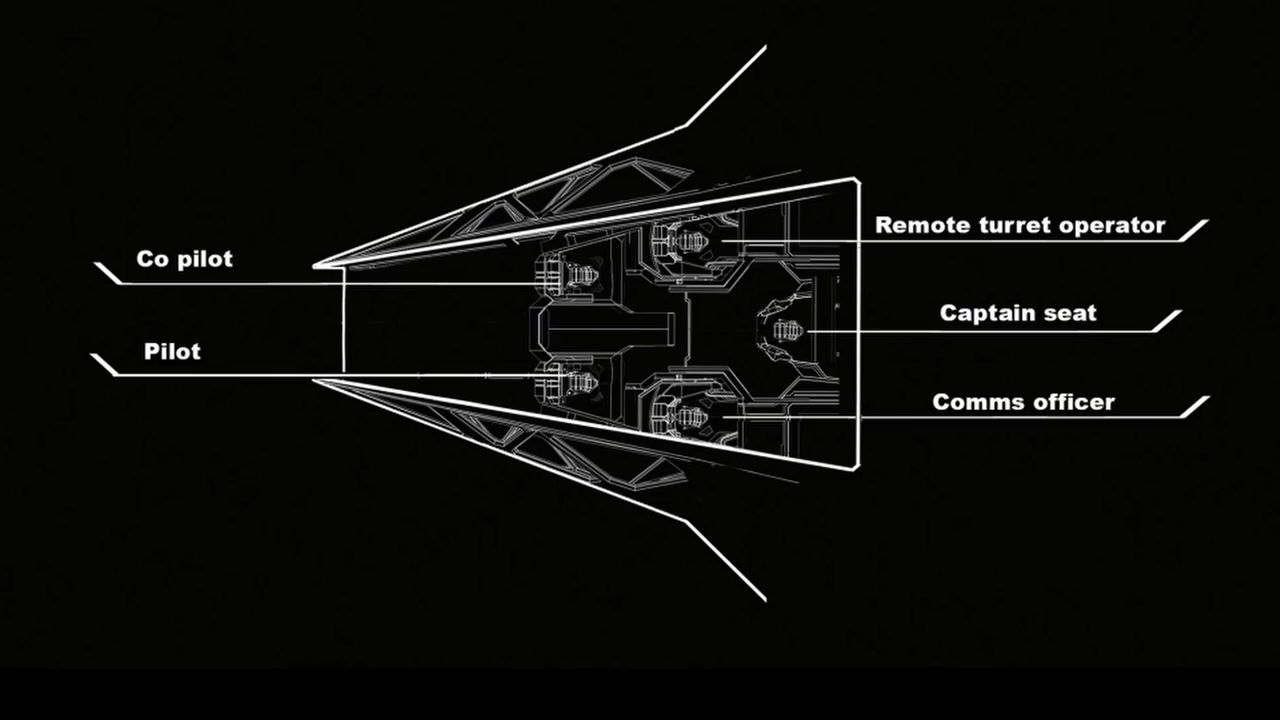 Co pilot
Pilot
Remote turret operator
Captain seat
Comms officer